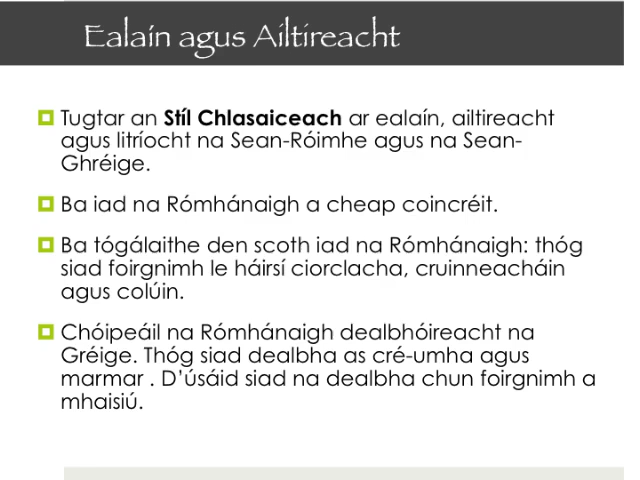 Ealaín agus Ailtireacht
Tugtar an Stíl Chlasaiceach ar ealaín, ailtireacht
agus litríocht na Sean-Róimhe agus na Sean-
Ghréige.
Ba iad na Rómhánaigh a cheap coincréit.
Ba tógálaithe den scoth iad na Rómhánaigh: thóg
siad foirgnimh le háirsí ciorclacha, cruinneacháin
agus colúin.
Chóipeáil na Rómhánaigh dealbhóireacht na
Gréige. Thóg siad dealbha as cré-umha agus
marmar . D'úsáid siad na dealbha chun foirgnimh a
mhaisiú.